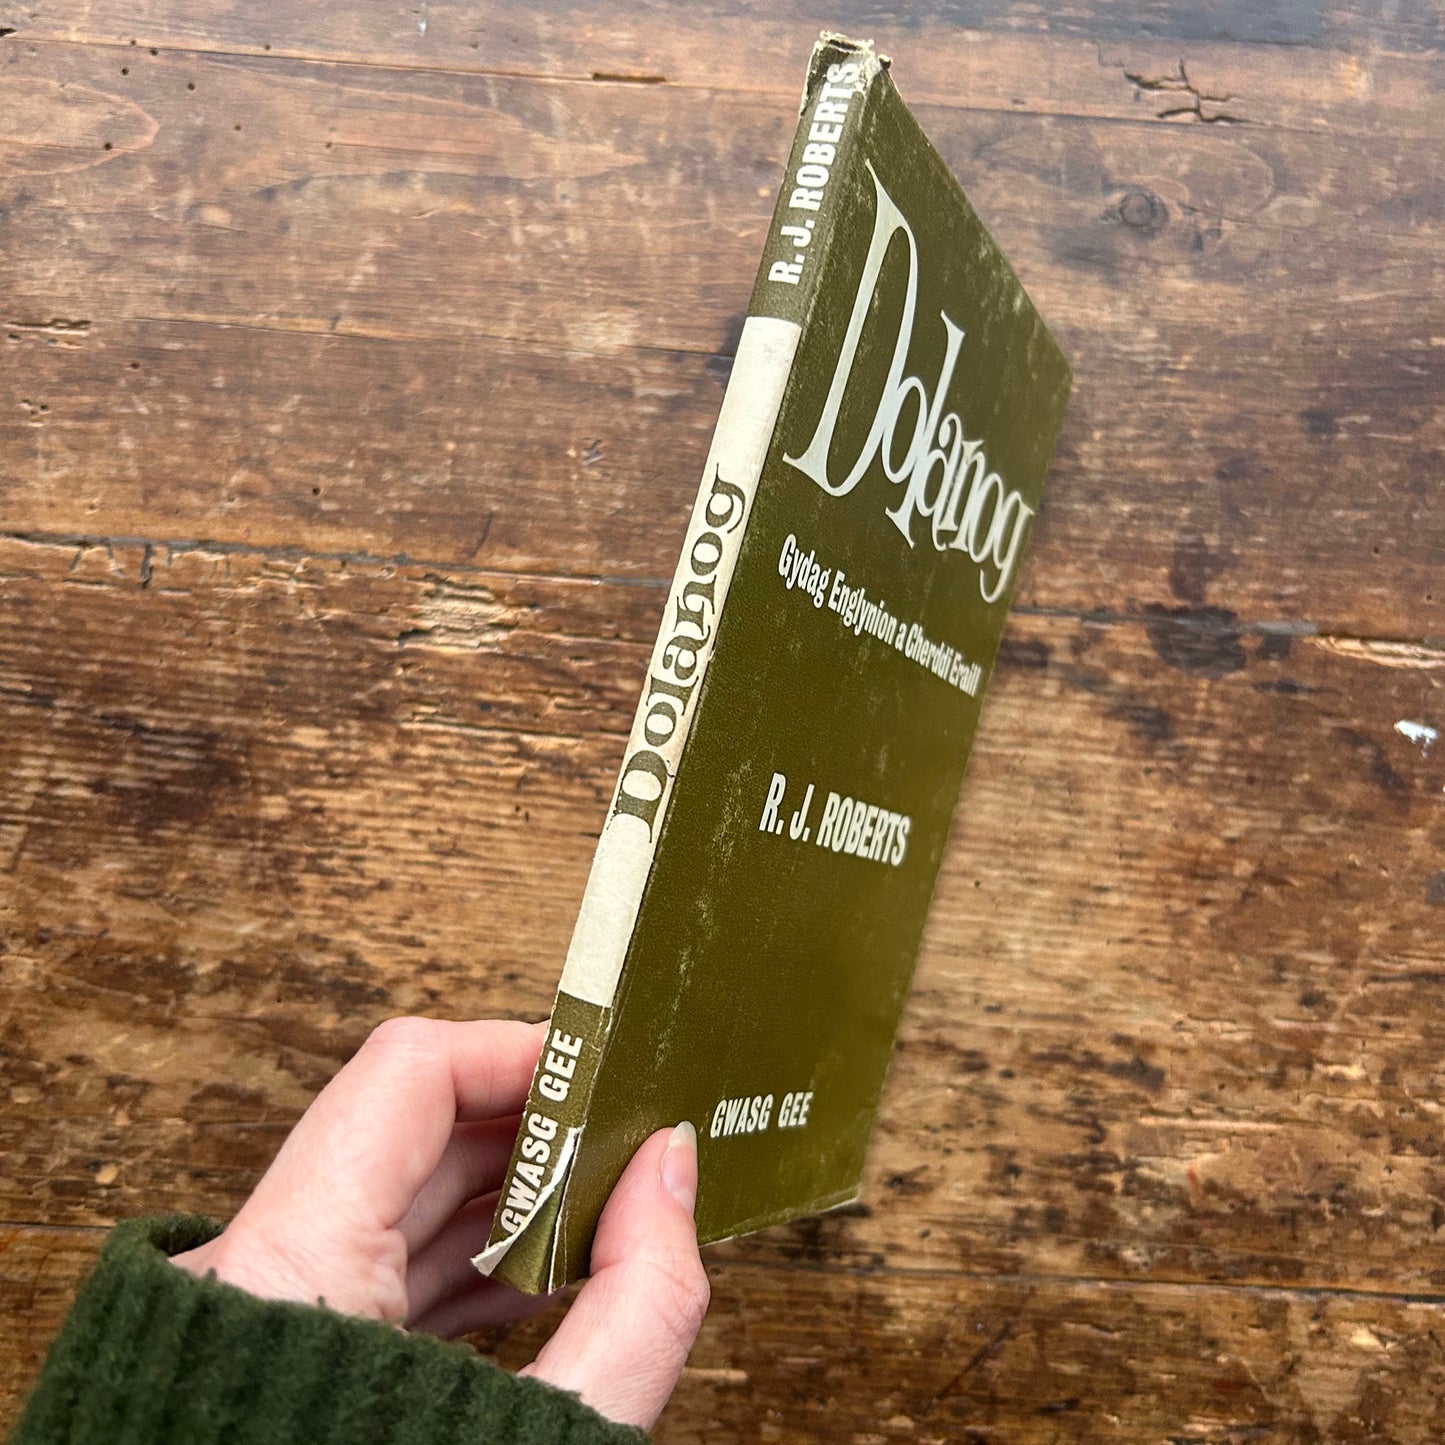 R. J. ROBERTS
Dolanog
GWASG GEE
Dolanog
Gydag Englynion a Cherddi Eraill
R. J. ROBERTS
GWASG GEE